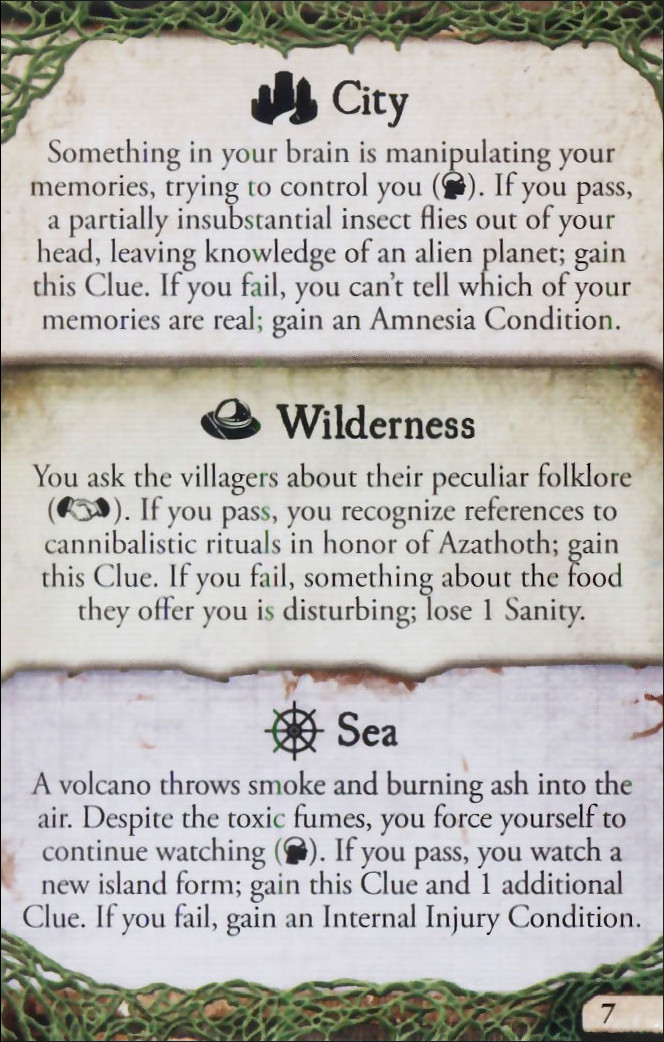 City
Something in your brain is manipulating your
memories, trying to control you ( ). If you pass,
a partially insubstantial insect flies out of your
head, leaving knowledge of an alien planet; gain
this Clue. If you fail, you can't tell which of your
memories are real; gain an Amnesia Condition.
Wilderness
You ask the villagers about their peculiar folklore
( ). If you pass, you recognize references to
cannibalistic rituals in honor of Azathoth; gain
this Clue. If you fail, something about the food
they offer you is disturbing; lose 1 Sanity.
Sea
A volcano throws smoke and burning ash into the
air. Despite the toxic fumes, you force yourself to
continue watching ( ). If you pass, you watch a
new island form; gain this Clue and 1 additional
Clue. If you fail, gain an Internal Injury Condition.
7